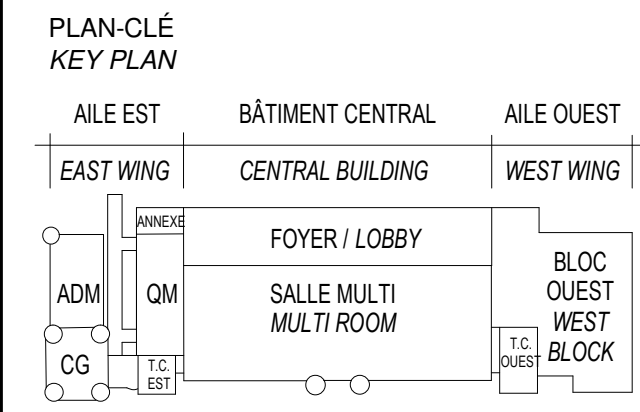 PLAN-CLÉ
KEY PLAN
AILE EST
BÂTIMENT CENTRAL
AILE OUEST
EAST WING
CENTRAL BUILDING
WEST WING
ANNEXE
FOYER / LOBBY
ADM
QM
SALLE MULTI
MULTI ROOM
BLOC
OUEST
WEST
BLOCK
CG
T.C.
EST
T.C.
OUEST